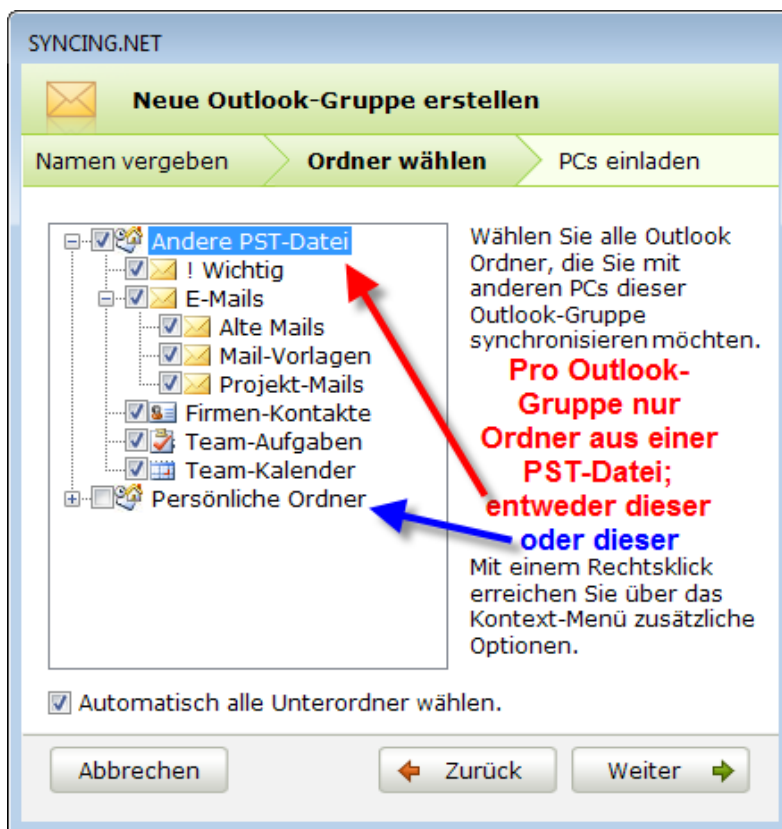 SYNCING.NET
Neue Outlook-Gruppe erstellen
Namen vergeben
Ordner wählen
PCs einladen
Andere PST-Datei
! Wichtig
E-Mails
Alte Mails
Mail-Vorlagen
Projekt-Mails
Firmen-Kontakte
Team-Aufgaben
Team-Kalender
Persönliche Ordner
Wählen Sie alle Outlook
Ordner, die Sie mit
anderen PCs dieser
Outlook-Gruppe
synchronisieren möchten.
Pro Outlook-
Gruppe nur
Ordner aus einer
PST-Datei;
entweder dieser
oder dieser
Mit einem Rechtsklick
erreichen Sie über das
Kontext-Menü zusätzliche
Optionen.
Automatisch alle Unterordner wählen.
Abbrechen
Zurück
Weiter